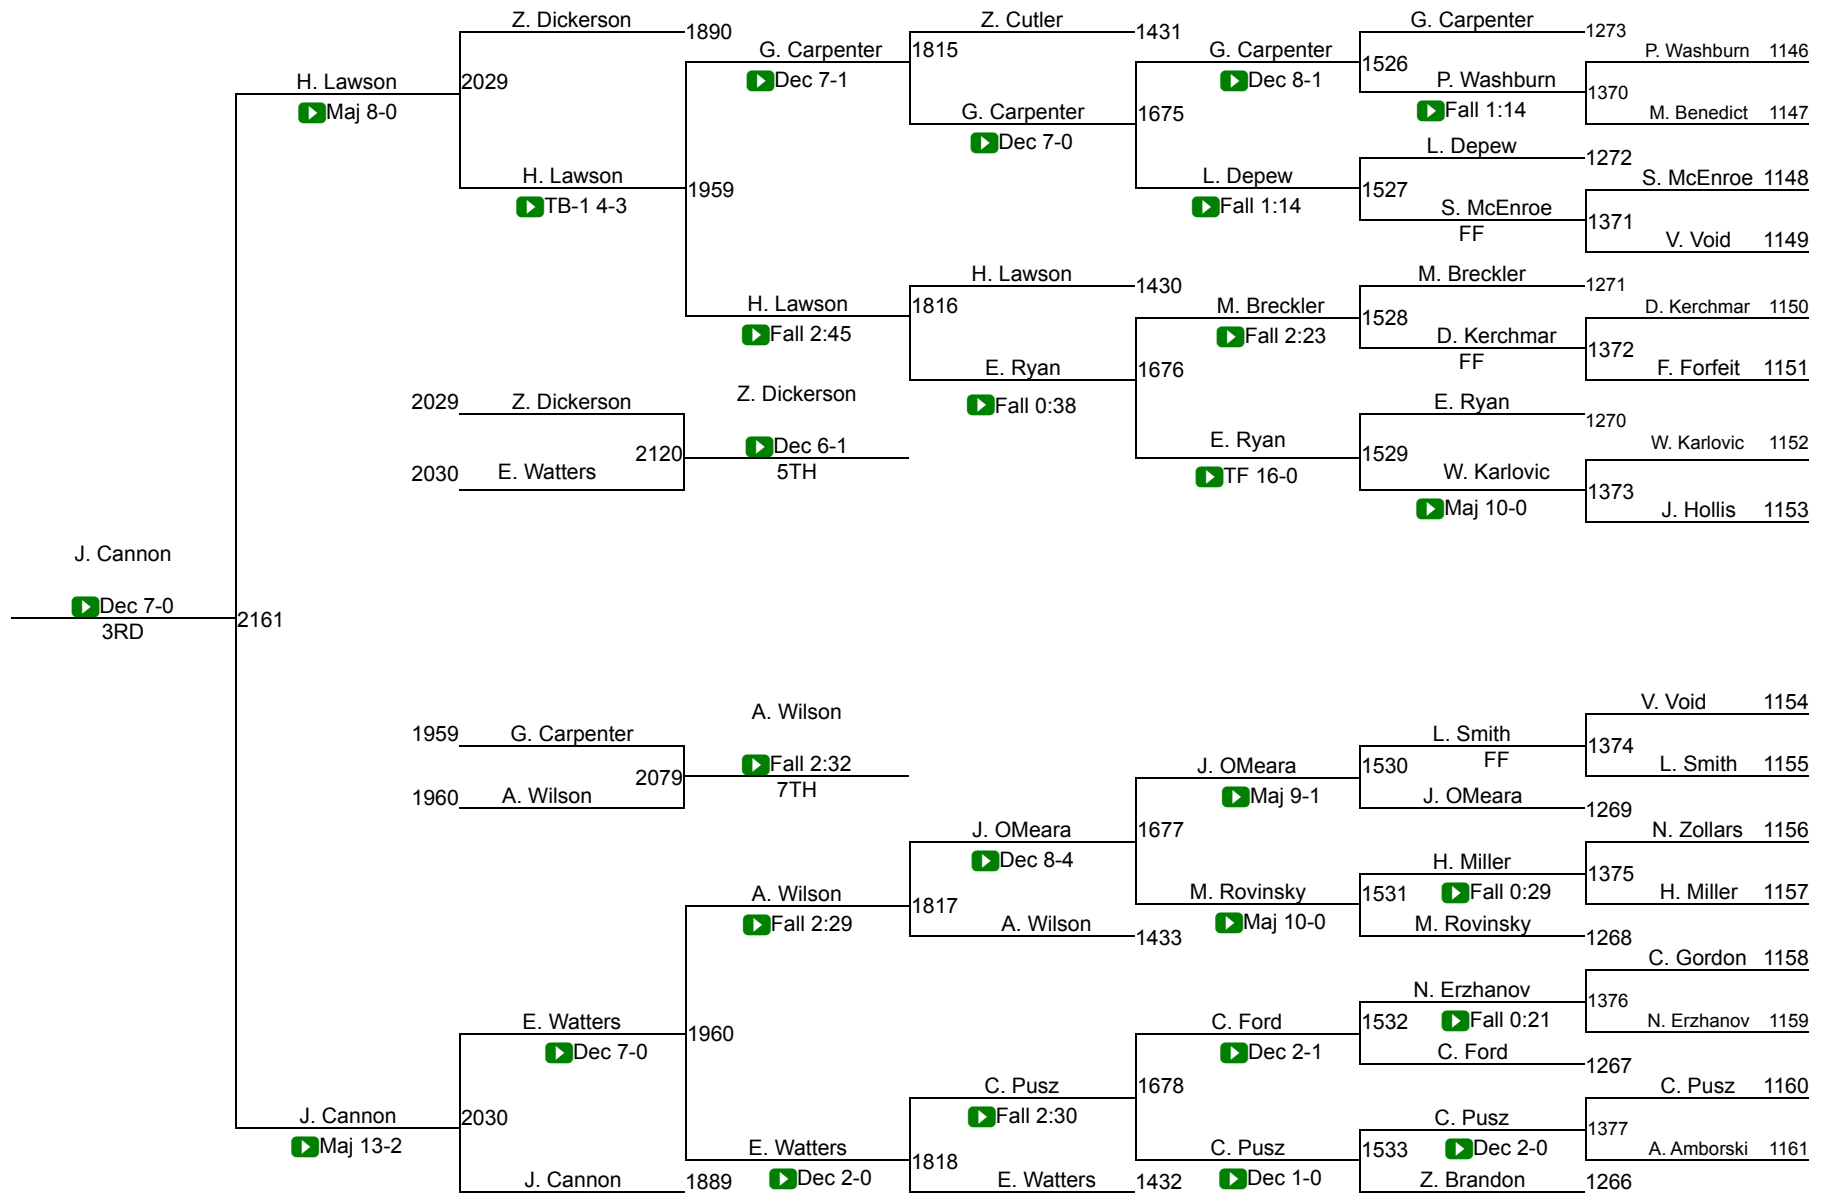 Z. Dickerson
1890
H. Lawson
Maj 8-0
2029
H. Lawson
TB-1 4-3
G. Carpenter
Dec 7-1
1959
H. Lawson
Fall 2:45
Z. Cutler
1431
1815
G. Carpenter
Dec 7-0
H. Lawson
1430
1816
E. Ryan
Fall 0:38
G. Carpenter
Dec 8-1
1675
L. Depew
Fall 1:14
M. Breckler
Fall 2:23
1676
E. Ryan
TF 16-0
G. Carpenter
1273
1526
P. Washburn
Fall 1:14
L. Depew
1272
1527
S. McEnroe
FF
M. Breckler
1271
1528
D. Kerchmar
FF
E. Ryan
1270
1529
W. Karlovic
Maj 10-0
P. Washburn 1146
1370
M. Benedict 1147
S. McEnroe 1148
1371
V. Void 1149
D. Kerchmar 1150
1372
F. Forfeit 1151
W. Karlovic 1152
1373
J. Hollis 1153
2029 Z. Dickerson
2120
2030 E. Watters
Z. Dickerson
Dec 6-1
5TH
J. Cannon
Dec 7-0
3RD
2161
1959 G. Carpenter
2079
1960 A. Wilson
A. Wilson
Fall 2:32
7TH
J. Cannon
Maj 13-2
E. Watters
Dec 7-0
2030
J. Cannon
1889
A. Wilson
Fall 2:29
1960
E. Watters
Dec 2-0
J. OMeara
Dec 8-4
1817
A. Wilson
1433
C. Pusz
Fall 2:30
1818
E. Watters
1432
J. OMeara
Maj 9-1
1677
M. Rovinsky
Maj 10-0
C. Ford
Dec 2-1
1678
C. Pusz
Dec 1-0
L. Smith
FF
1530
J. OMeara
1269
H. Miller
Fall 0:29
1531
M. Rovinsky
1268
N. Erzhanov
Fall 0:21
1532
C. Ford
1267
C. Pusz
Dec 2-0
1533
Z. Brandon
1266
V. Void 1154
1374
L. Smith 1155
N. Zollars 1156
1375
H. Miller 1157
C. Gordon 1158
1376
N. Erzhanov 1159
C. Pusz 1160
1377
A. Amborski 1161